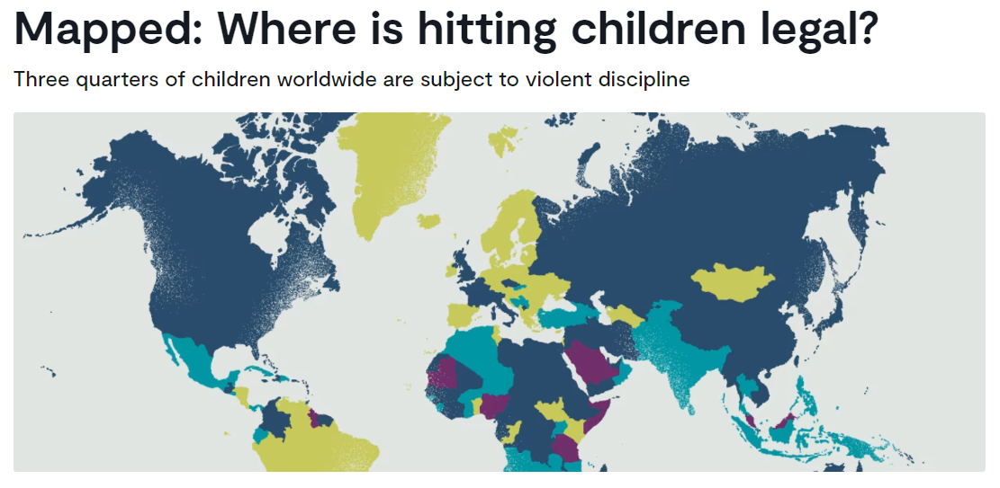 Mapped: Where is hitting children legal?
Three quarters of children worldwide are subject to violent discipline